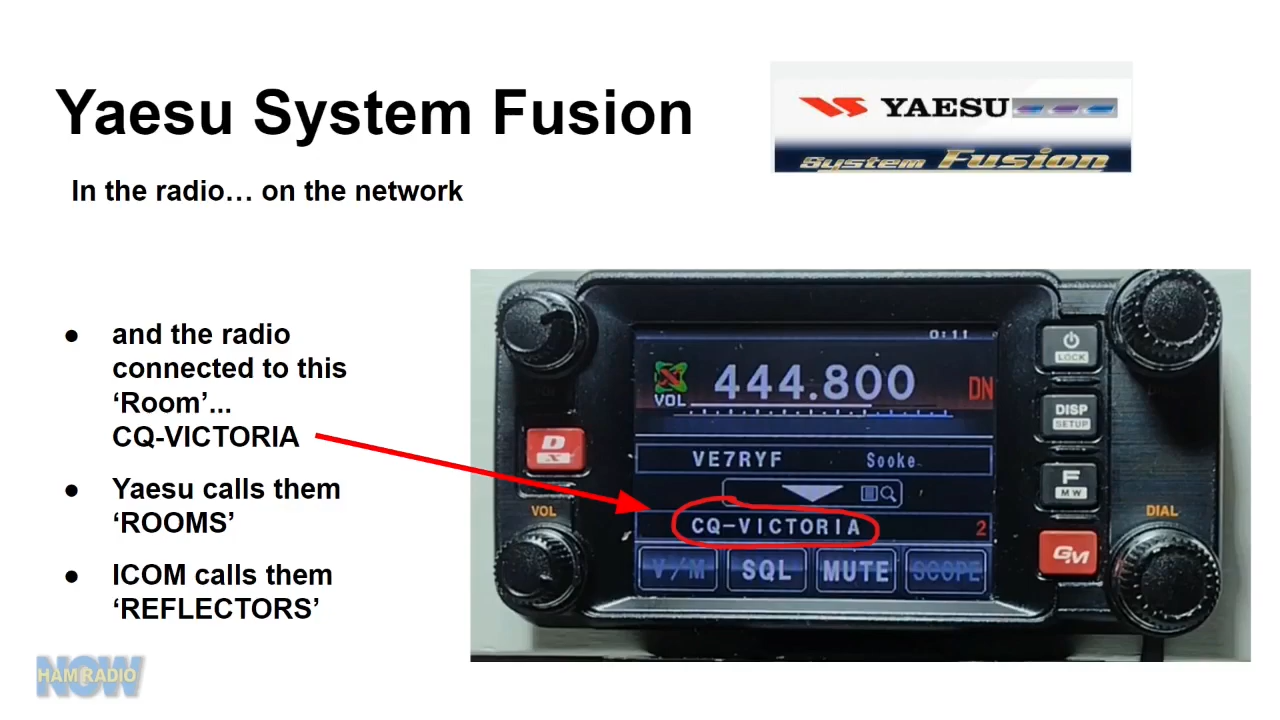 Yaesu System Fusion
YAESU
System Fusion
In the radio… on the network
● and the radio
connected to this
‘Room’...
CQ-VICTORIA
● Yaesu calls them
‘ROOMS’
● ICOM calls them
‘REFLECTORS’
0:11
VOL
444.800
DN
VE7RYF Sooke
CQ-VICTORIA 2
V/M SQL MUTE SCOPE
D
X
VOL
LOCK
DISP
SETUP
F
MW
GM
DIAL
HAM RADIO
NOW